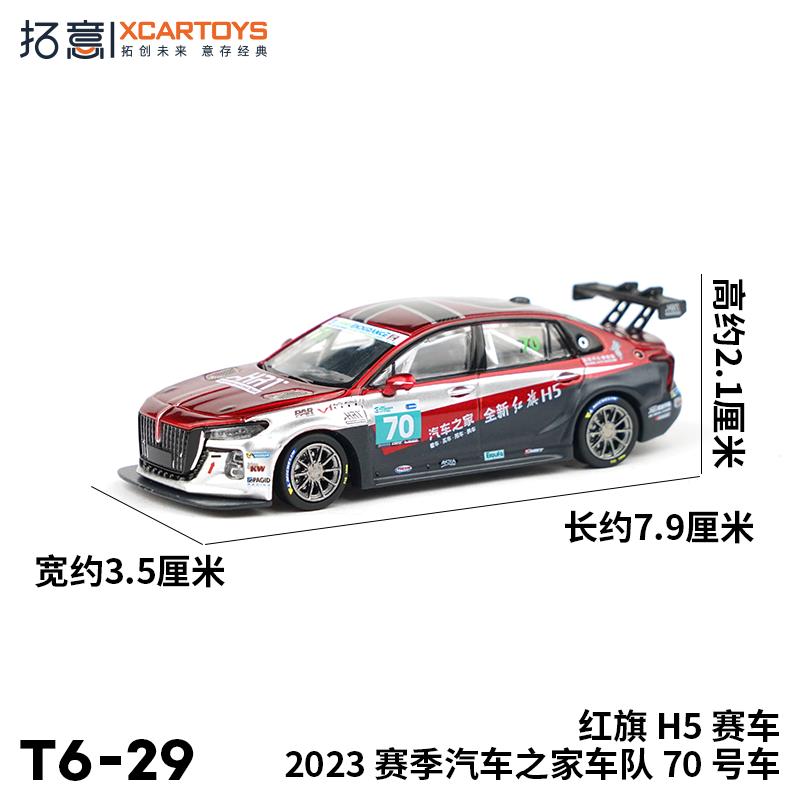 拓意 XCARTOYS
拓创未来 意存经典
高约2.1厘米
70
70
汽车之家
全新红旗H5
KW
PAGID
长约7.9厘米
宽约3.5厘米
T6-29
红旗 H5 赛车
2023 赛季汽车之家车队 70 号车